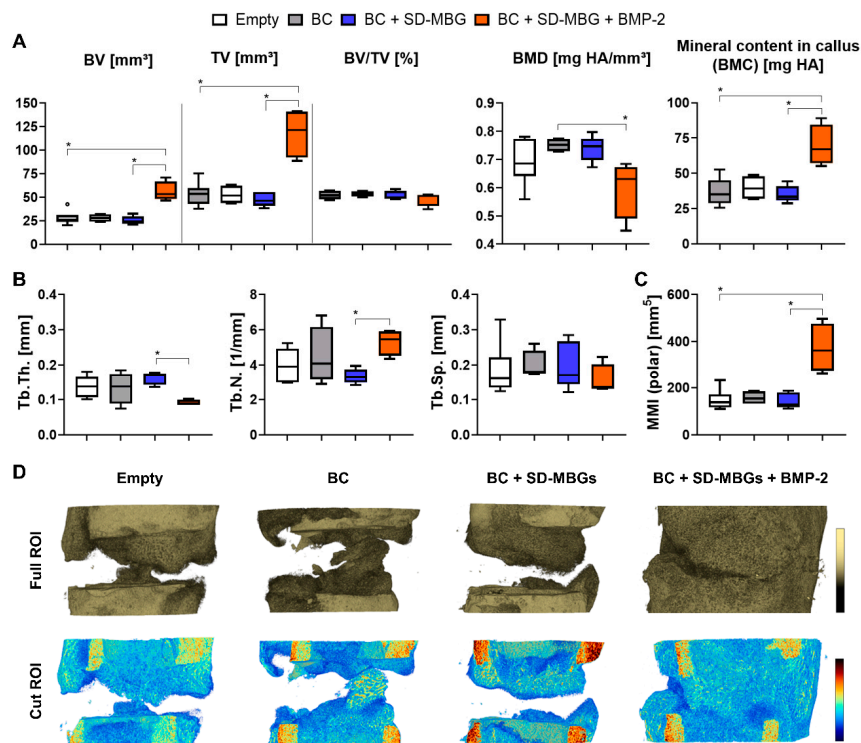 Empty BC BC + SD-MBG BC + SD-MBG + BMP-2
A
BV [mm³] TV [mm³] BV/TV [%] BMD [mg HA/mm³] Mineral content in callus
(BMC) [mg HA]
150
125
100
75
50
25
0
* * * *
0.9
0.8
0.7
0.6
0.5
0.4
*
100
75
50
25
0
* *
B
Tb.Th. [mm]
0.4
0.3
0.2
0.1
0.0
*
Tb.N. [1/mm]
8
6
4
2
0
*
Tb.Sp. [mm]
0.4
0.3
0.2
0.1
0.0
C
MMI (polar) [mm⁵]
600
400
200
0
* *
D
Empty BC BC + SD-MBGs BC + SD-MBGs + BMP-2
Full ROI
Cut ROI